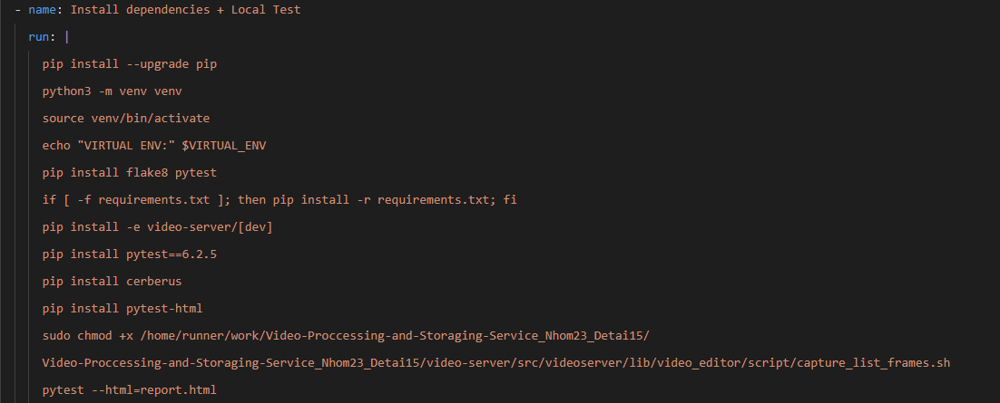 - name: Install dependencies + Local Test
run: |
pip install --upgrade pip
python3 -m venv venv
source venv/bin/activate
echo "VIRTUAL ENV:" $VIRTUAL_ENV
pip install flake8 pytest
if [ -f requirements.txt ]; then pip install -r requirements.txt; fi
pip install -e video-server/[dev]
pip install pytest==6.2.5
pip install cerberus
pip install pytest-html
sudo chmod +x /home/runner/work/Video-Proccessing-and-Storaging-Service_Nhom23_Detai15/
Video-Proccessing-and-Storaging-Service_Nhom23_Detai15/video-server/src/videoserver/lib/video_editor/script/capture_list_frames.sh
pytest --html=report.html